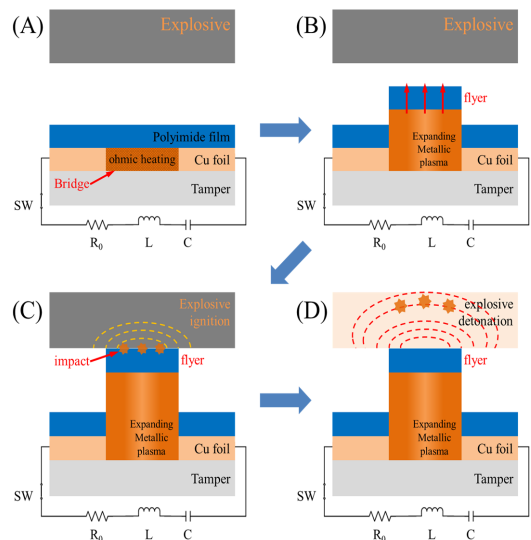 (A)
Explosive
Polyimide film
ohmic heating
Cu foil
Bridge
Tamper
SW
R0
L
C
(B)
Explosive
flyer
Expanding
Metallic
plasma
Cu foil
Tamper
SW
R0
L
C
(C)
Explosive
ignition
impact
flyer
Expanding
Metallic
plasma
Cu foil
Tamper
SW
R0
L
C
(D)
explosive
detonation
flyer
Expanding
Metallic
plasma
Cu foil
Tamper
SW
R0
L
C